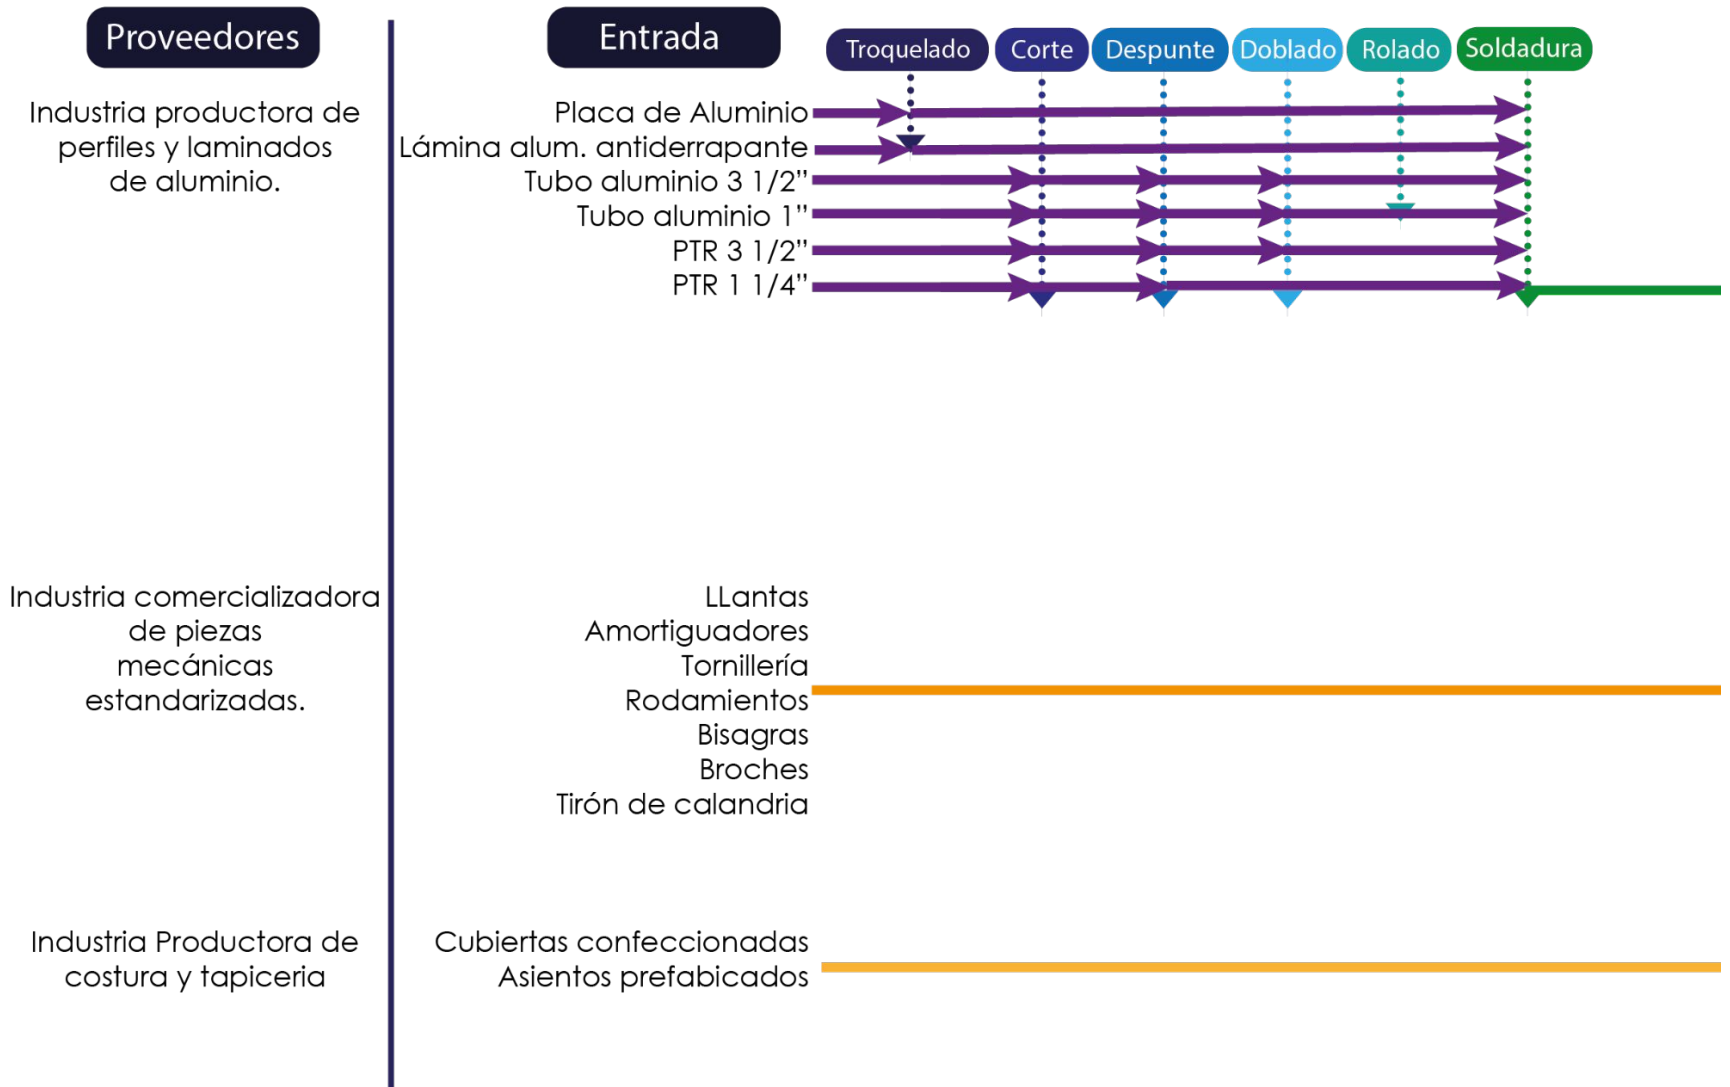 Proveedores
Entrada
Troquelado
Corte
Despunte
Doblado
Rolado
Soldadura
Industria productora de
perfiles y laminados
de aluminio.
Placa de Aluminio
Lámina alum. antiderrapante
Tubo aluminio 3 1/2”
Tubo aluminio 1”
PTR 3 1/2”
PTR 1 1/4”
Industria comercializadora
de piezas
mecánicas
estandarizadas.
LLantas
Amortiguadores
Tornillería
Rodamientos
Bisagras
Broches
Tirón de calandria
Industria Productora de
costura y tapiceria
Cubiertas confeccionadas
Asientos prefabicados